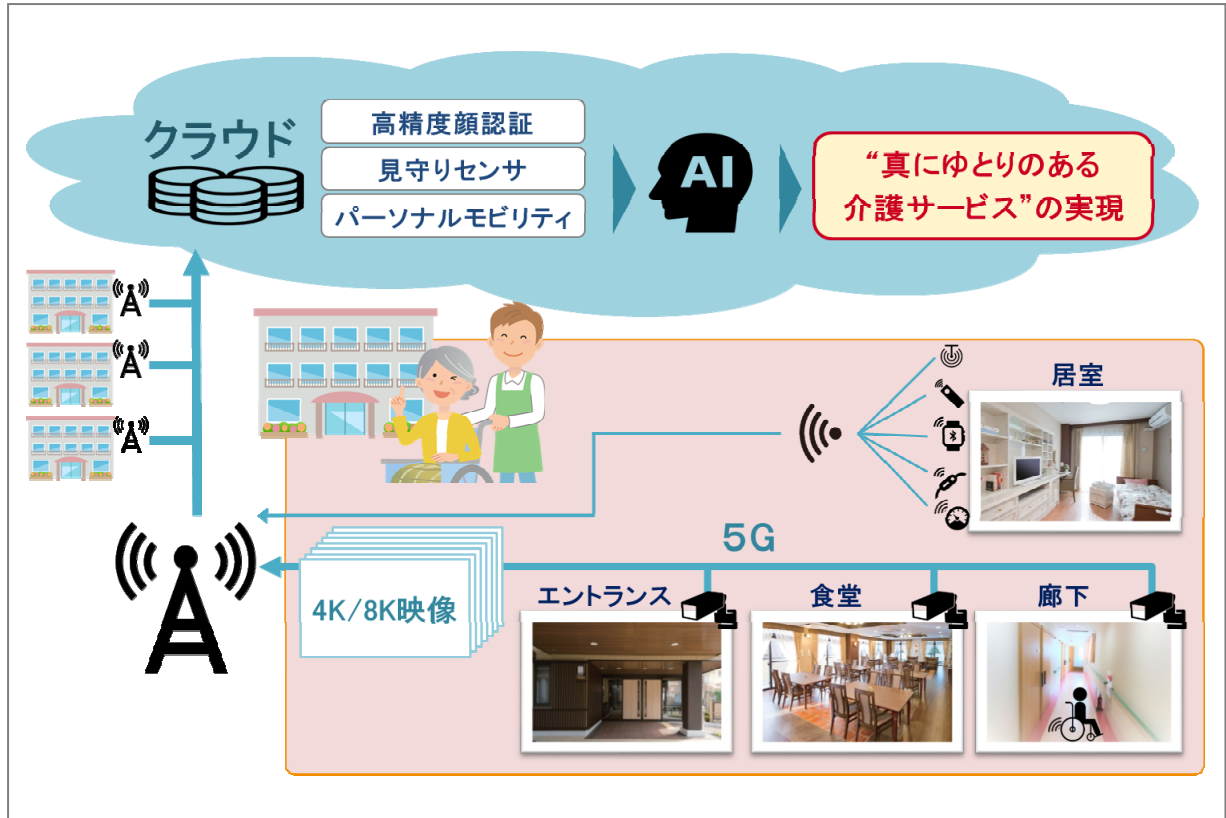 クラウド
高精度顔認証
見守りセンサ
パーソナルモビリティ
AI
“真にゆとりのある
介護サービス”の実現
居室
5G
4K/8K映像
エントランス
食堂
廊下